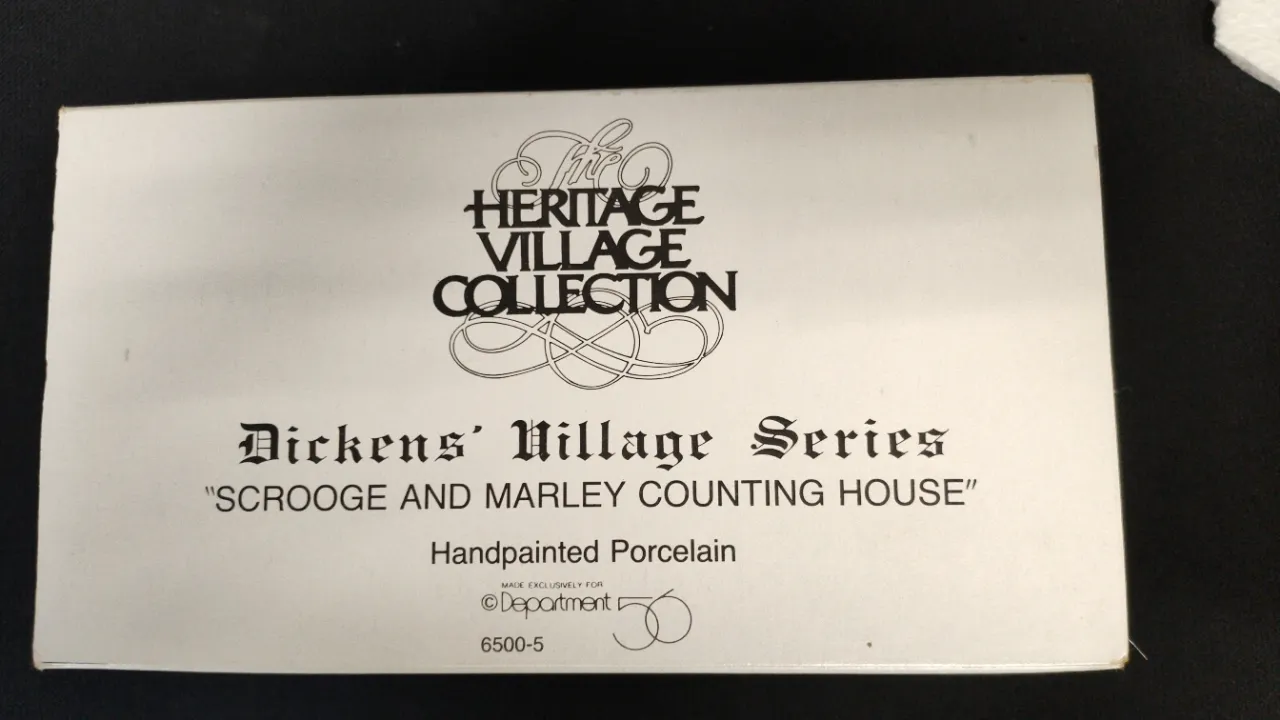 The
HERITAGE
VILLAGE
COLLECTION
Dickens' Village Series
"SCROOGE AND MARLEY COUNTING HOUSE"
Handpainted Porcelain
MADE EXCLUSIVELY FOR
© Department 56
6500-5